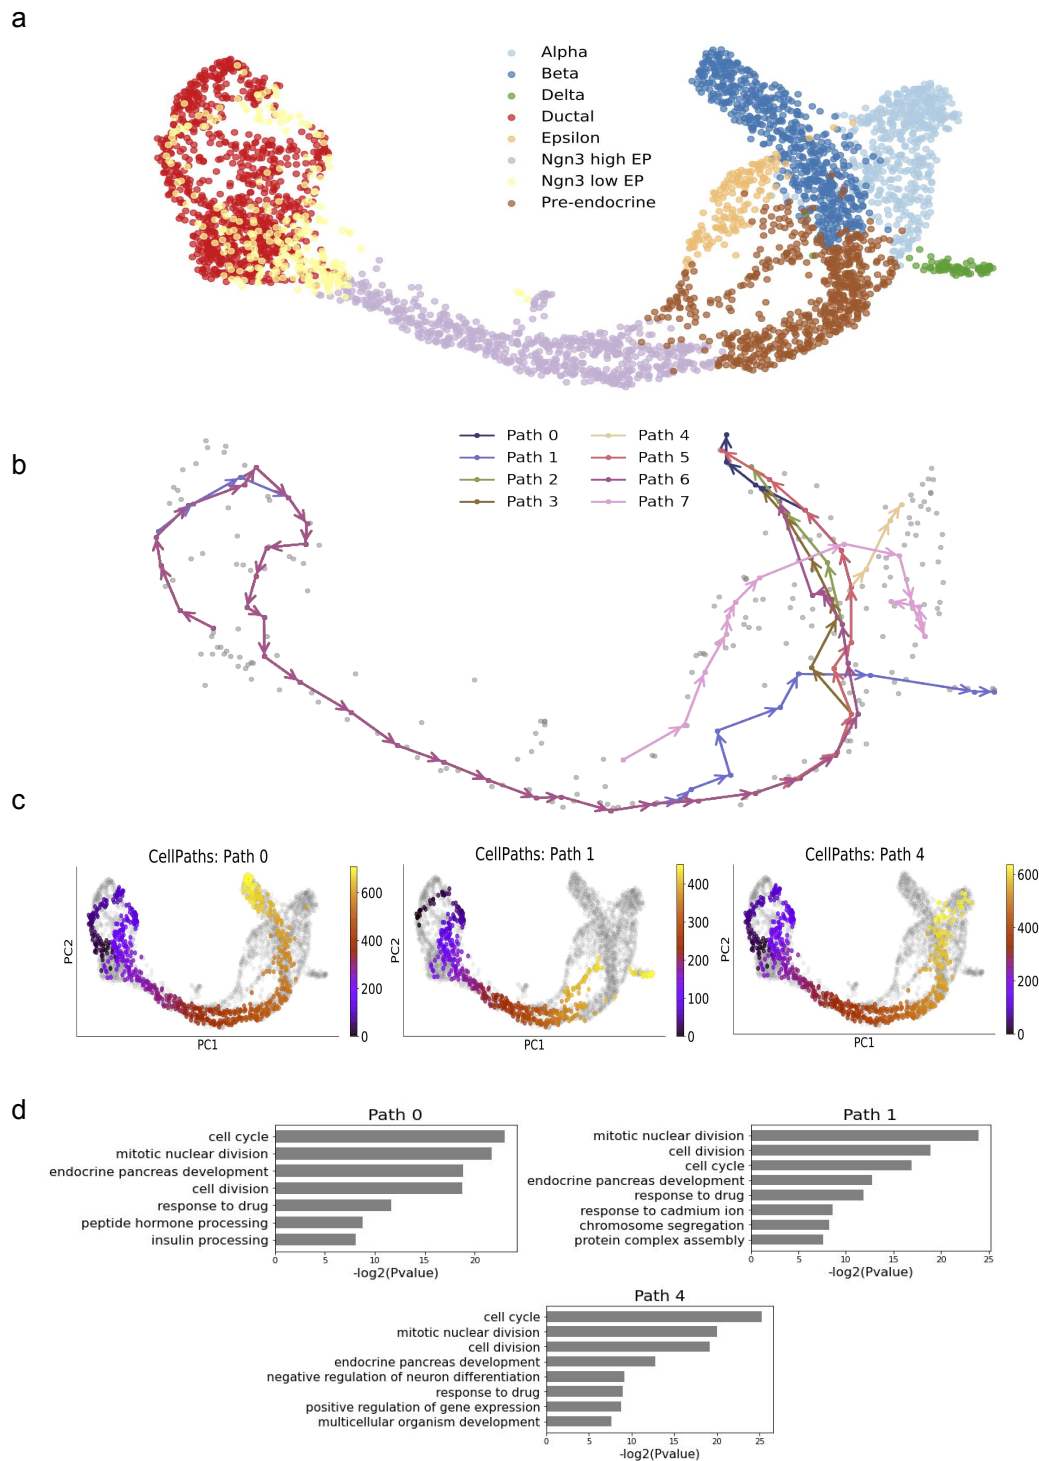 a
Alpha
Beta
Delta
Ductal
Epsilon
Ngn3 high EP
Ngn3 low EP
Pre-endocrine
b
Path 0
Path 1
Path 2
Path 3
Path 4
Path 5
Path 6
Path 7
c
CellPaths: Path 0
PC2
PC1
600
400
200
0
CellPaths: Path 1
PC2
PC1
400
300
200
100
0
CellPaths: Path 4
PC2
PC1
600
400
200
0
d
Path 0
cell cycle
mitotic nuclear division
endocrine pancreas development
cell division
response to drug
peptide hormone processing
insulin processing
0 5 10 15 20
-log2(Pvalue)
Path 1
mitotic nuclear division
cell division
cell cycle
endocrine pancreas development
response to drug
response to cadmium ion
chromosome segregation
protein complex assembly
0 5 10 15 20 25
-log2(Pvalue)
Path 4
cell cycle
mitotic nuclear division
cell division
endocrine pancreas development
negative regulation of neuron differentiation
response to drug
positive regulation of gene expression
multicellular organism development
0 5 10 15 20 25
-log2(Pvalue)